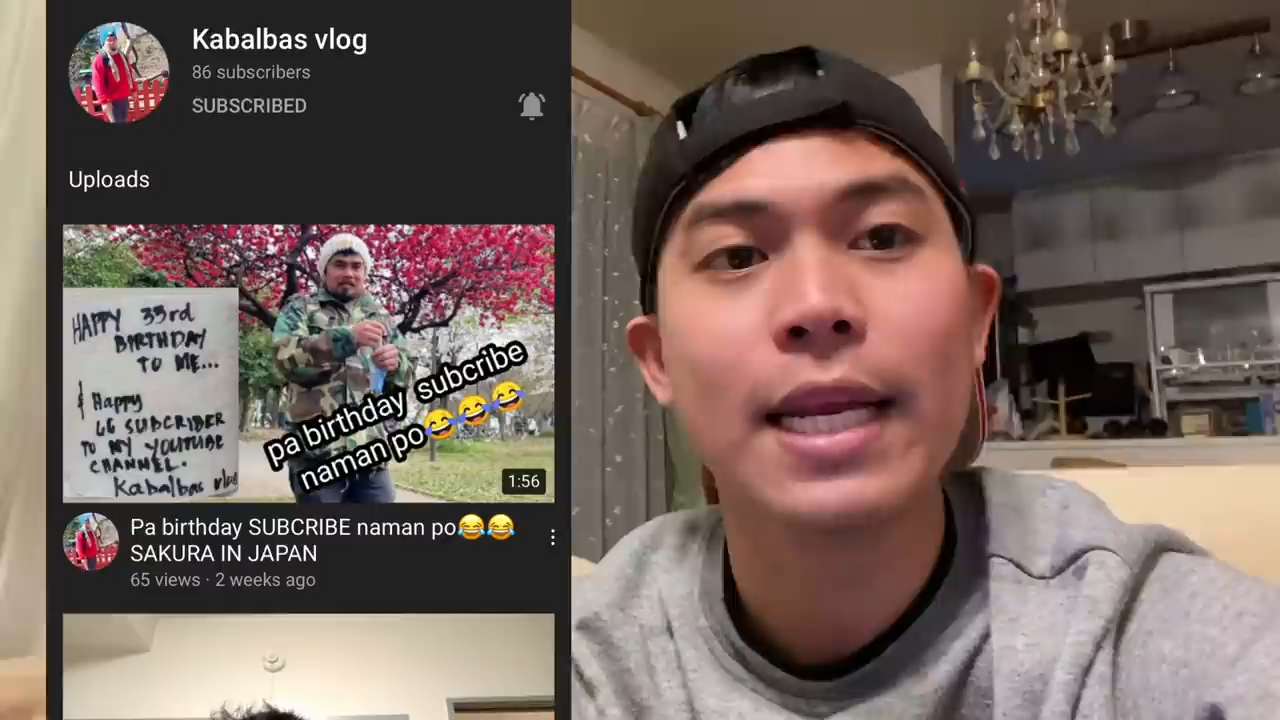 Kabalbas vlog
86 subscribers
SUBSCRIBED
Uploads
HAPPY 33rd
BIRTHDAY
TO ME...
& Happy
66 SUBCRIBER
TO MY YOUTUBE
CHANNEL.
Kabalbas vlog
pa birthday subcribe
naman po😂😂😂
1:56
Pa birthday SUBCRIBE naman po😂😂
SAKURA IN JAPAN
65 views · 2 weeks ago